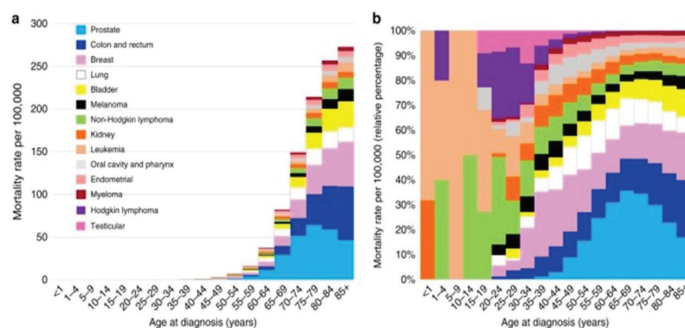 a
Mortality rate per 100,000
300
250
200
150
100
50
0
Prostate
Colon and rectum
Breast
Lung
Bladder
Melanoma
Non-Hodgkin lymphoma
Kidney
Leukemia
Oral cavity and pharynx
Endometrial
Myeloma
Hodgkin lymphoma
Testicular
<1
1–4
5–9
10–14
15–19
20–24
25–29
30–34
35–39
40–44
45–49
50–54
55–59
60–64
65–69
70–74
75–79
80–84
85+
Age at diagnosis (years)
b
Mortality rate per 100,000 (relative percentage)
100%
90%
80%
70%
60%
50%
40%
30%
20%
10%
0%
<1
1–4
5–9
10–14
15–19
20–24
25–29
30–34
35–39
40–44
45–49
50–54
55–59
60–64
65–69
70–74
75–79
80–84
85+
Age at diagnosis (years)